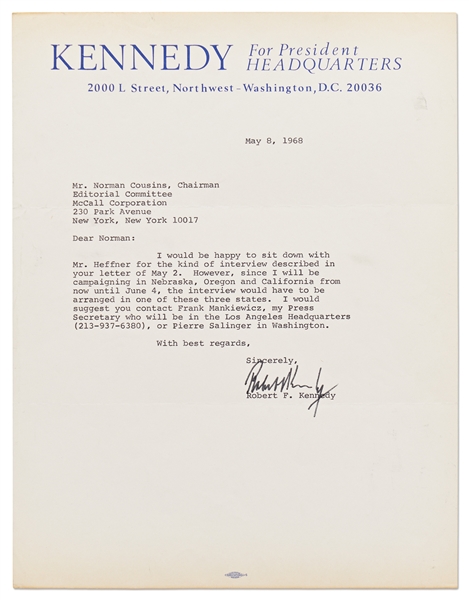 KENNEDY For President
HEADQUARTERS
2000 L Street, Northwest - Washington, D.C. 20036
May 8, 1968
Mr. Norman Cousins, Chairman
Editorial Committee
McCall Corporation
230 Park Avenue
New York, New York 10017
Dear Norman:
I would be happy to sit down with
Mr. Heffner for the kind of interview described in
your letter of May 2. However, since I will be
campaigning in Nebraska, Oregon and California from
now until June 4, the interview would have to be
arranged in one of these three states. I would
suggest you contact Frank Mankiewicz, my Press
Secretary who will be in the Los Angeles Headquarters
(213-937-6380), or Pierre Salinger in Washington.
With best regards,
Sincerely,
Robert F. Kennedy